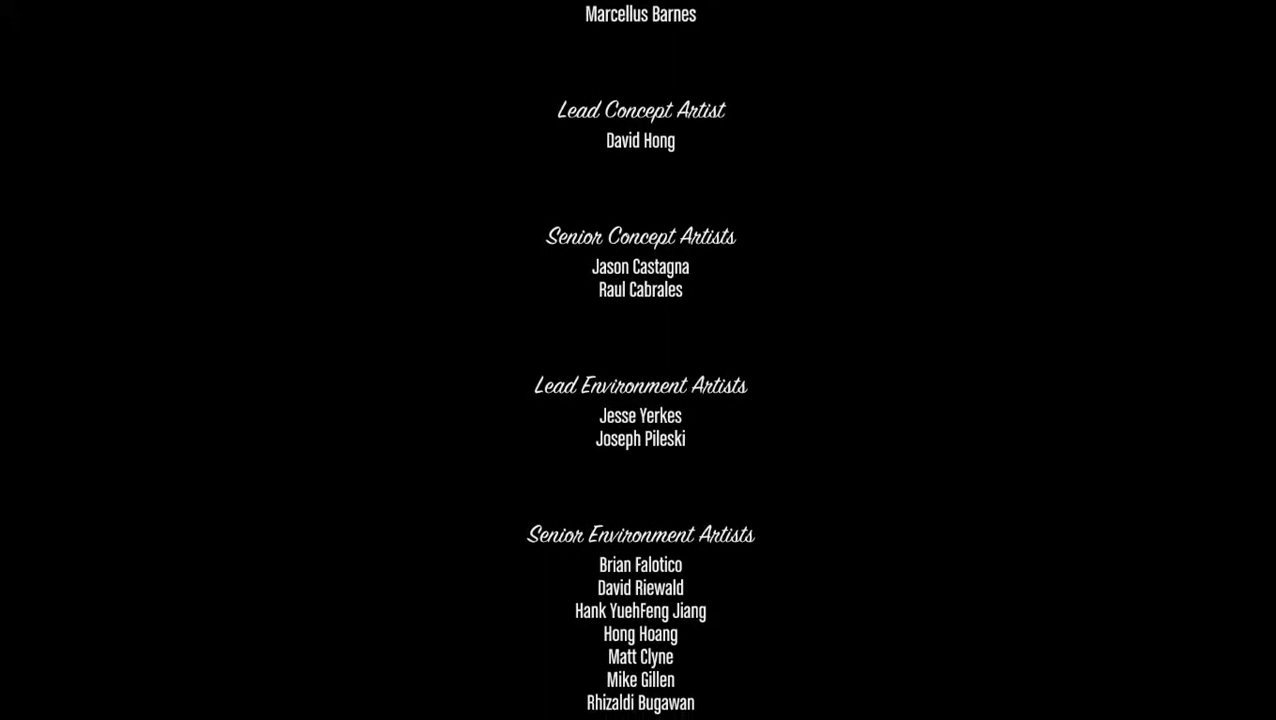 Marcellus Barnes
Lead Concept Artist
David Hong
Senior Concept Artists
Jason Castagna
Raul Cabrales
Lead Environment Artists
Jesse Yerkes
Joseph Pileski
Senior Environment Artists
Brian Falotico
David Riewald
Hank YuehFeng Jiang
Hong Hoang
Matt Clyne
Mike Gillen
Rhizaldi Bugawan